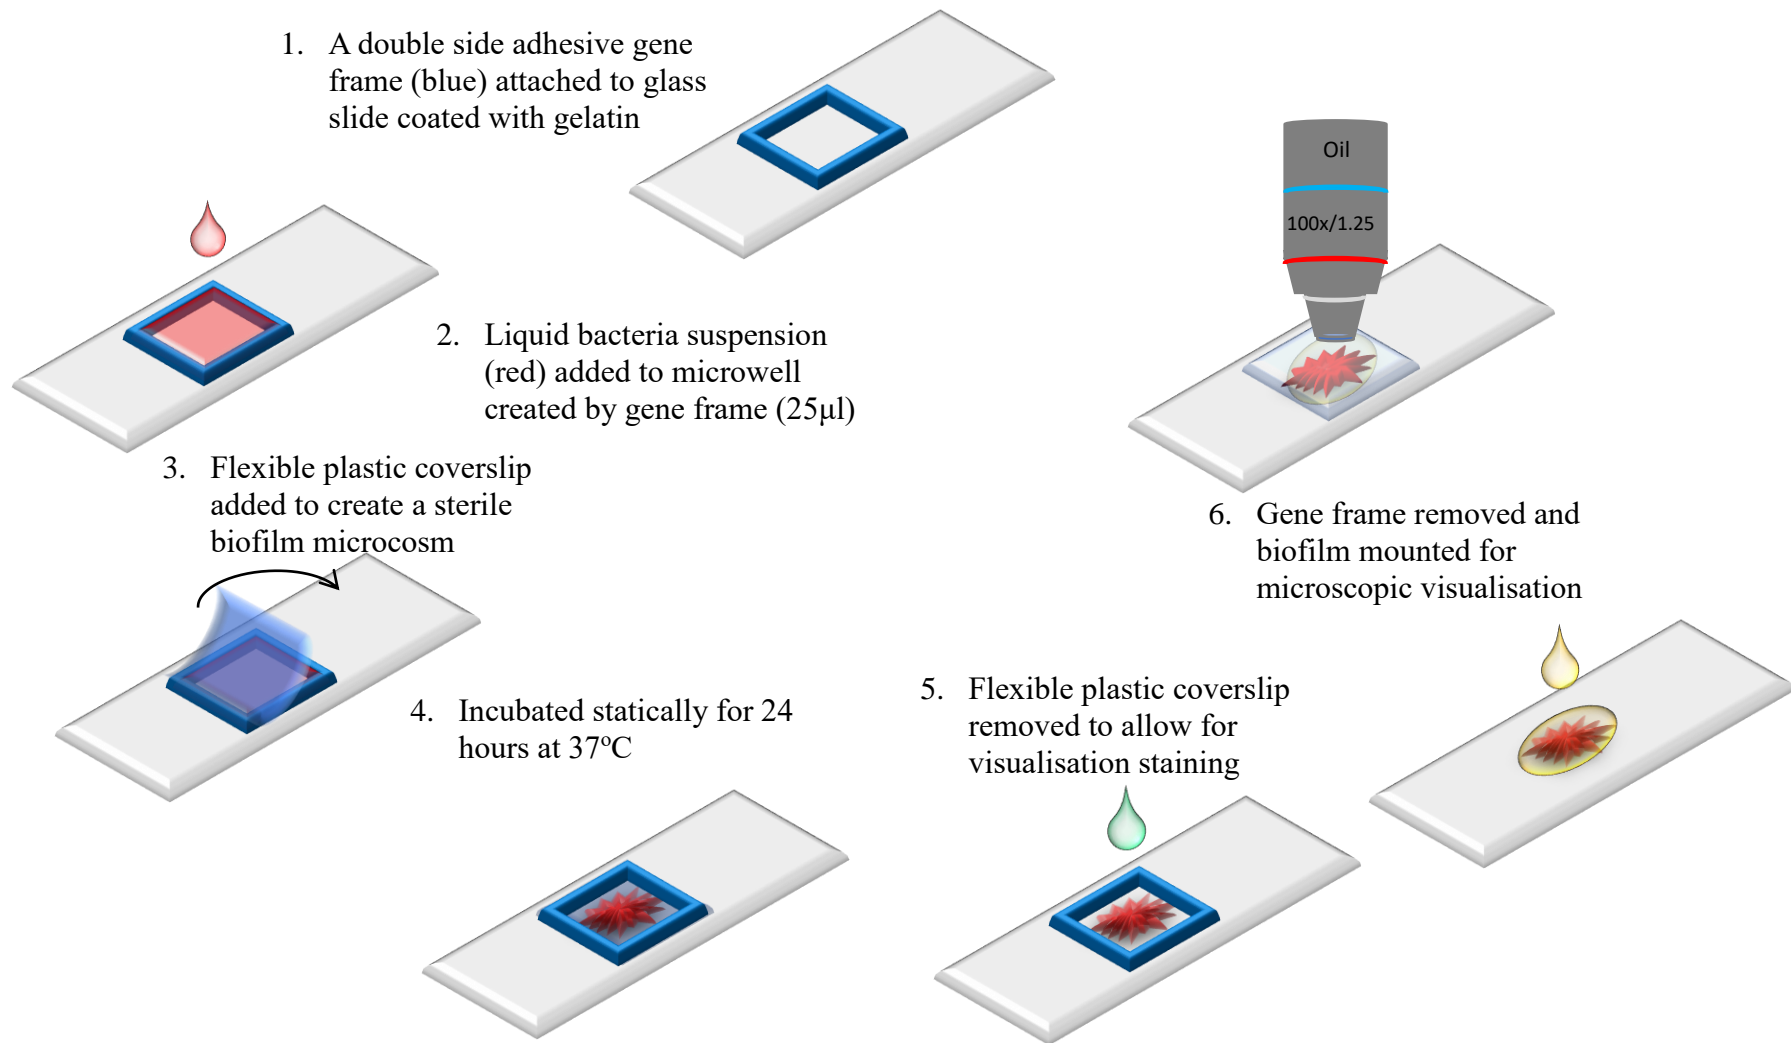 1. A double side adhesive gene
frame (blue) attached to glass
slide coated with gelatin
2. Liquid bacteria suspension
(red) added to microwell
created by gene frame (25µl)
3. Flexible plastic coverslip
added to create a sterile
biofilm microcosm
4. Incubated statically for 24
hours at 37ºC
5. Flexible plastic coverslip
removed to allow for
visualisation staining
6. Gene frame removed and
biofilm mounted for
microscopic visualisation
Oil
100x/1.25